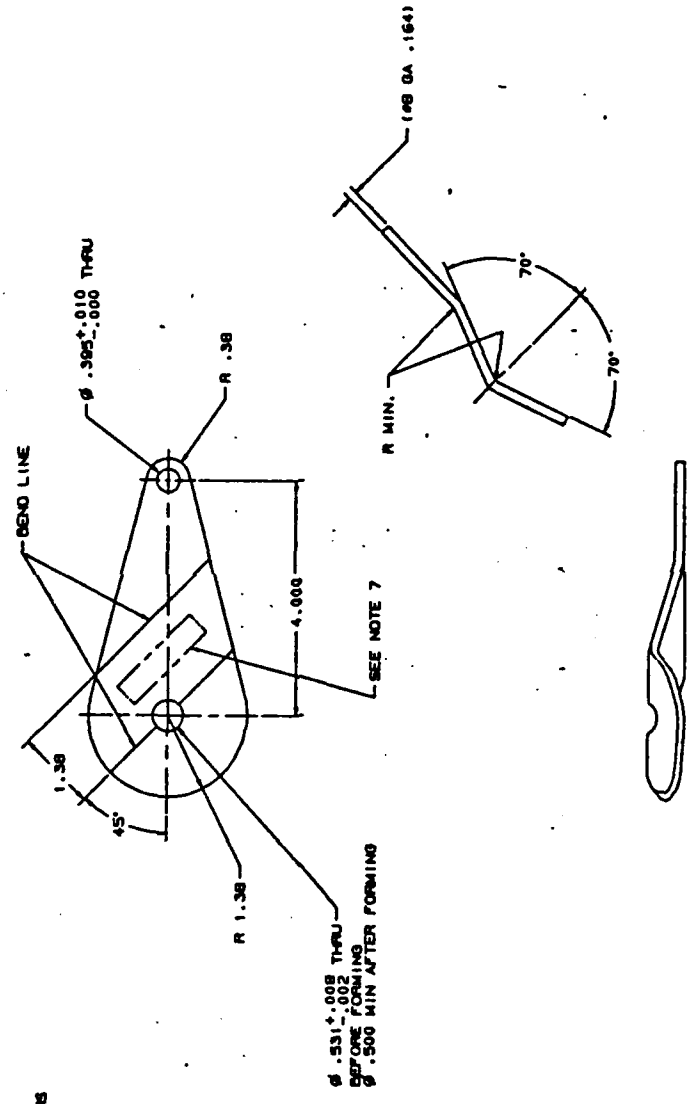 BEND LINE
Ø .395 +.010 THRU
-.000
R .38
1.38
45°
4.000
R 1.38
SEE NOTE 7
Ø .531 +.008 THRU
-.002
BEFORE FORMING
Ø .500 MIN AFTER FORMING
(#8 GA .164)
R MIN.
70°
70°